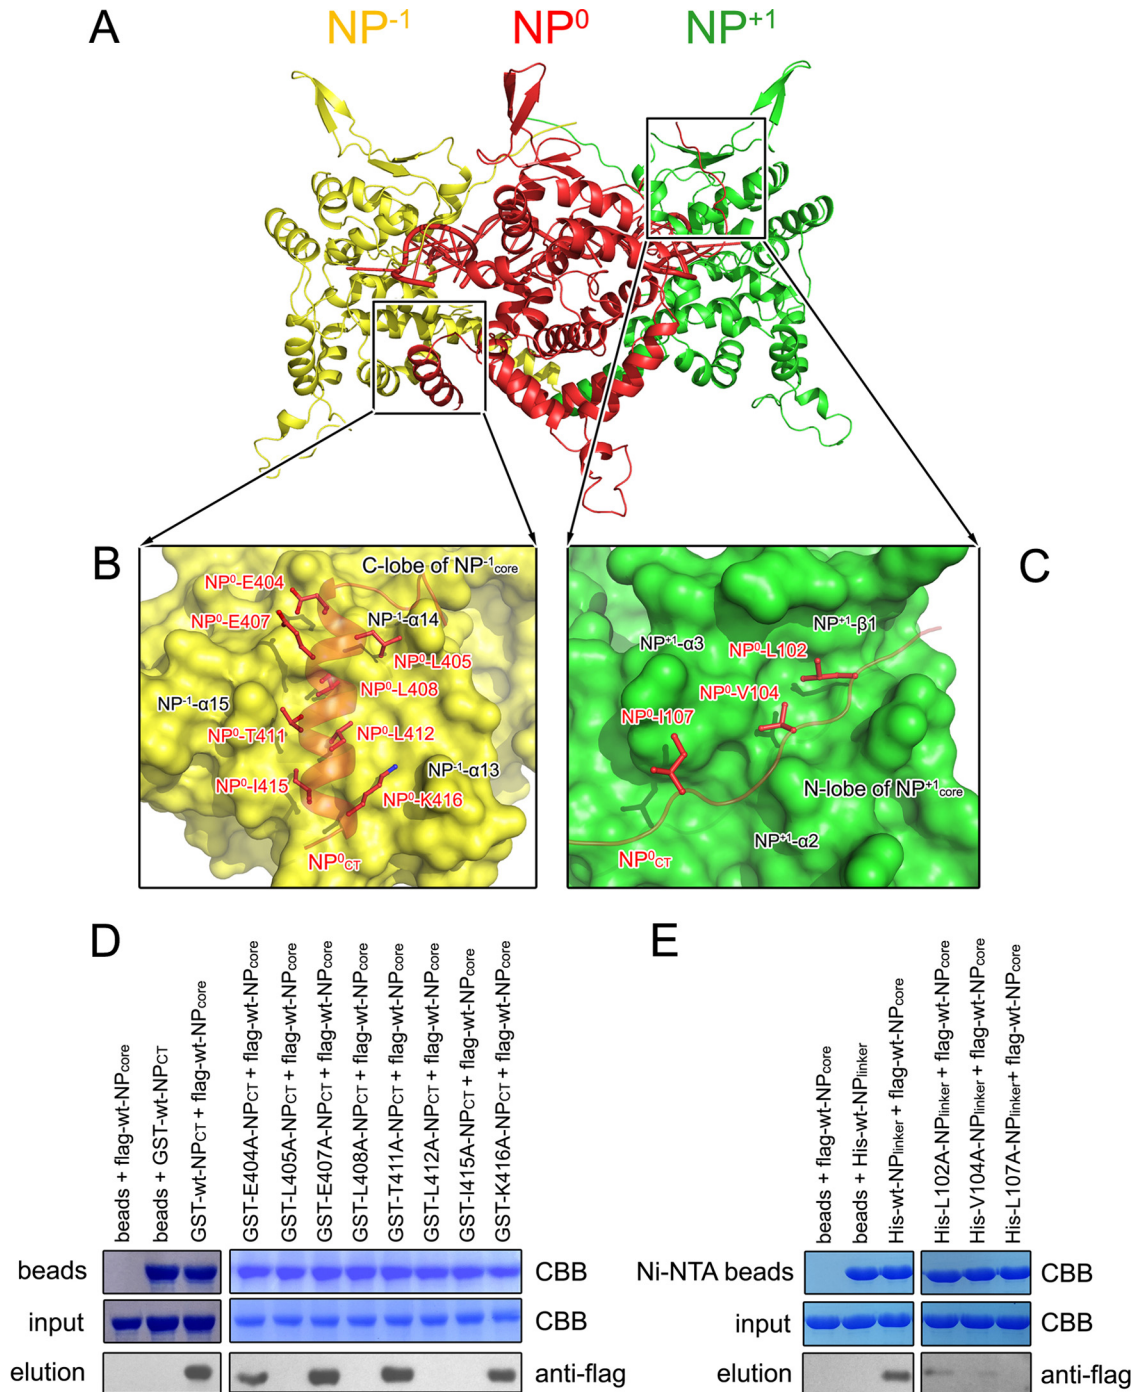 A
NP⁻¹ NP⁰ NP⁺¹
B
C-lobe of NP⁻¹core
NP⁰-E404
NP⁰-E407
NP⁻¹-α14
NP⁰-L405
NP⁰-L408
NP⁻¹-α15
NP⁰-T411
NP⁰-L412
NP⁻¹-α13
NP⁰-I415
NP⁰-K416
NP⁰CT
C
NP⁺¹-β1
NP⁺¹-α3
NP⁰-L102
NP⁰-V104
NP⁰-I107
N-lobe of NP⁺¹core
NP⁺¹-α2
NP⁰CT
D
beads + flag-wt-NPcore
beads + GST-wt-NPCT
GST-wt-NPCT + flag-wt-NPcore
GST-E404A-NPCT + flag-wt-NPcore
GST-L405A-NPCT + flag-wt-NPcore
GST-E407A-NPCT + flag-wt-NPcore
GST-L408A-NPCT + flag-wt-NPcore
GST-T411A-NPCT + flag-wt-NPcore
GST-L412A-NPCT + flag-wt-NPcore
GST-I415A-NPCT + flag-wt-NPcore
GST-K416A-NPCT + flag-wt-NPcore
beads CBB
input CBB
elution anti-flag
E
beads + flag-wt-NPcore
beads + His-wt-NPlinker
His-wt-NPlinker + flag-wt-NPcore
His-L102A-NPlinker + flag-wt-NPcore
His-V104A-NPlinker + flag-wt-NPcore
His-L107A-NPlinker+ flag-wt-NPcore
Ni-NTA beads CBB
input CBB
elution anti-flag